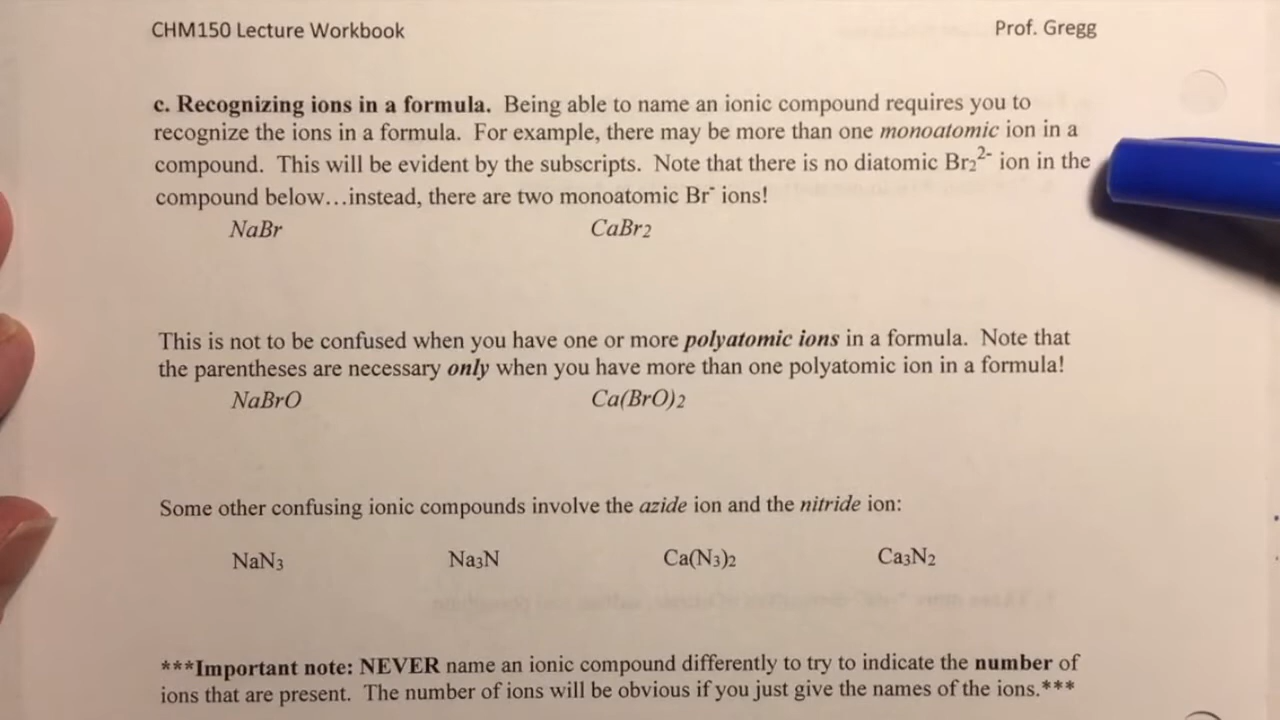 CHM150 Lecture Workbook Prof. Gregg
c. Recognizing ions in a formula. Being able to name an ionic compound requires you to
recognize the ions in a formula. For example, there may be more than one monoatomic ion in a
compound. This will be evident by the subscripts. Note that there is no diatomic Br₂²⁻ ion in the
compound below…instead, there are two monoatomic Br⁻ ions!
NaBr CaBr₂
This is not to be confused when you have one or more polyatomic ions in a formula. Note that
the parentheses are necessary only when you have more than one polyatomic ion in a formula!
NaBrO Ca(BrO)₂
Some other confusing ionic compounds involve the azide ion and the nitride ion:
NaN₃ Na₃N Ca(N₃)₂ Ca₃N₂
***Important note: NEVER name an ionic compound differently to try to indicate the number of
ions that are present. The number of ions will be obvious if you just give the names of the ions.***